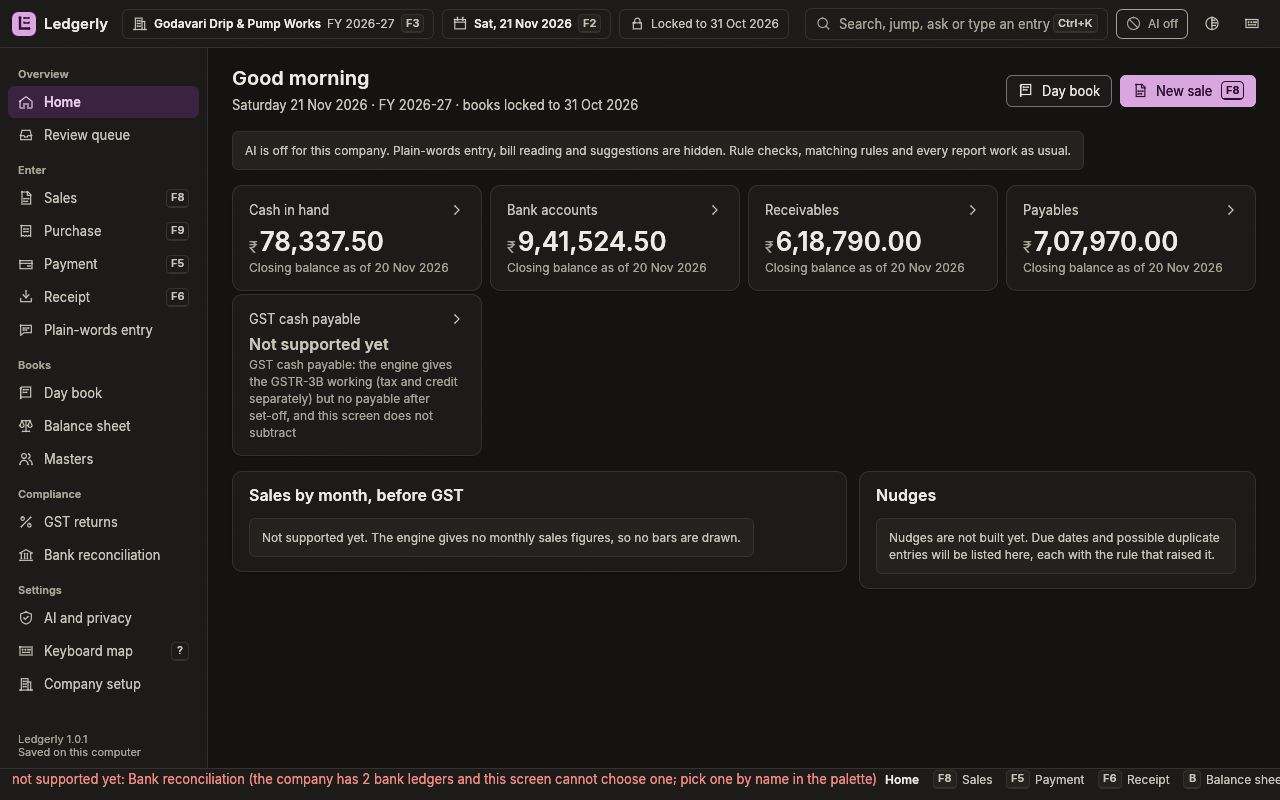 Ledgerly
Godavari Drip & Pump Works FY 2026-27 F3
Sat, 21 Nov 2026 F2
Locked to 31 Oct 2026
Search, jump, ask or type an entry Ctrl+K
AI off
Overview
Home
Review queue
Enter
Sales F8
Purchase F9
Payment F5
Receipt F6
Plain-words entry
Books
Day book
Balance sheet
Masters
Compliance
GST returns
Bank reconciliation
Settings
AI and privacy
Keyboard map ?
Company setup
Ledgerly 1.0.1
Saved on this computer
Good morning
Saturday 21 Nov 2026 · FY 2026-27 · books locked to 31 Oct 2026
Day book
New sale F8
AI is off for this company. Plain-words entry, bill reading and suggestions are hidden. Rule checks, matching rules and every report work as usual.
Cash in hand
₹78,337.50
Closing balance as of 20 Nov 2026
Bank accounts
₹9,41,524.50
Closing balance as of 20 Nov 2026
Receivables
₹6,18,790.00
Closing balance as of 20 Nov 2026
Payables
₹7,07,970.00
Closing balance as of 20 Nov 2026
GST cash payable
Not supported yet
GST cash payable: the engine gives
the GSTR-3B working (tax and credit
separately) but no payable after
set-off, and this screen does not
subtract
Sales by month, before GST
Not supported yet. The engine gives no monthly sales figures, so no bars are drawn.
Nudges
Nudges are not built yet. Due dates and possible duplicate
entries will be listed here, each with the rule that raised it.
not supported yet: Bank reconciliation (the company has 2 bank ledgers and this screen cannot choose one; pick one by name in the palette) Home F8 Sales F5 Payment F6 Receipt B Balance shee